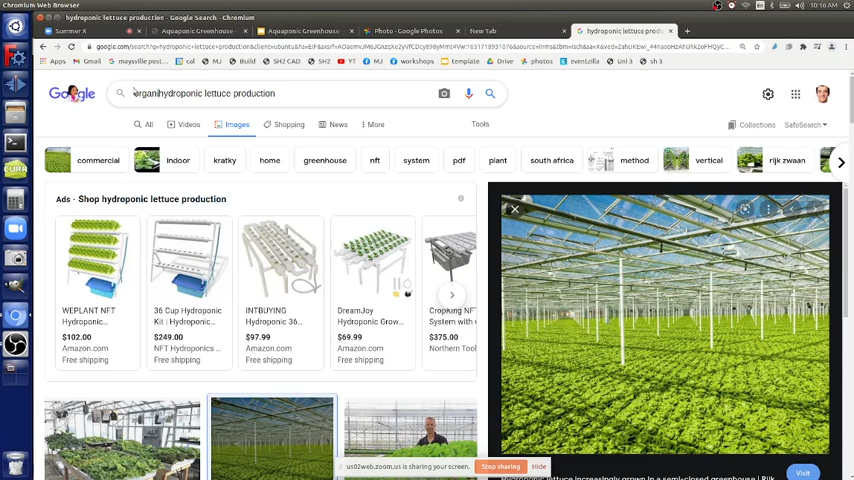 Chromium Web Browser
10:16 AM
hydroponic lettuce production - Google Search - Chromium
Summer X
Aquaponic Greenhouse
Aquaponic Greenhouse
Photo - Google Photos
New Tab
hydroponic lettuce prod
Apps
Gmail
maysville post...
cal
MJ
Build
SH2 CAD
SH2
YT
MJ
workshops
template
Drive
photos
eventzilla
Uni 3
sh 3
Google
organihydroponic lettuce production
All
Videos
Images
Shopping
News
More
Tools
Collections
SafeSearch
commercial
indoor
kratky
home
greenhouse
nft
system
pdf
plant
south africa
method
vertical
rijk zwaan
Ads · Shop hydroponic lettuce production
WEPLANT NFT
Hydroponic...
$102.00
Amazon.com
Free shipping
36 Cup Hydroponic
Kit | Hydroponic...
$249.00
NFT Hydroponics ...
Free shipping
INTBUYING
Hydroponic 36...
$97.99
Amazon.com
Free shipping
DreamJoy
Hydroponic Grow...
$69.99
Amazon.com
Free shipping
CropKing NFT
System with
$375.00
Northern Tool
us02web.zoom.us is sharing your screen.
Stop sharing
Hide
Visit